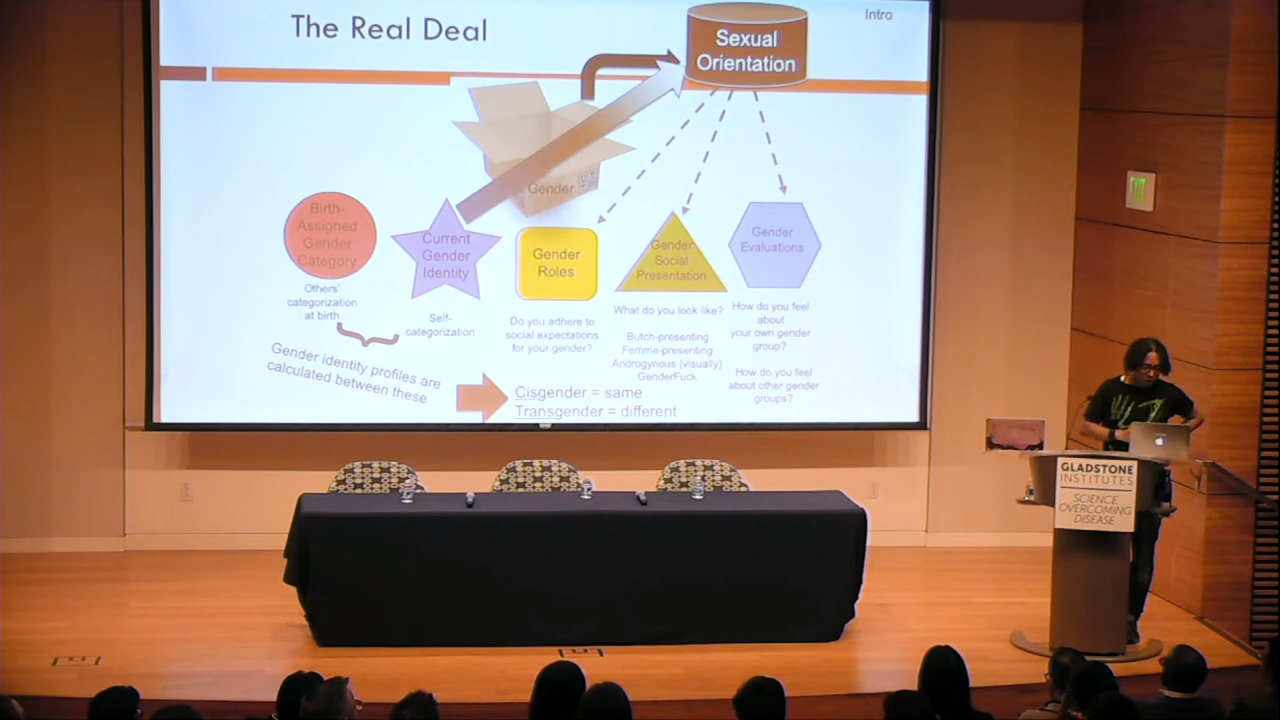 The Real Deal
Intro
Sexual
Orientation
Gender
Birth-
Assigned
Gender
Category
Others'
categorization
at birth
Current
Gender
Identity
Self-
categorization
Gender
Roles
Do you adhere to
social expectations
for your gender?
Gender
Social
Presentation
What do you look like?
Butch-presenting
Femme-presenting
Androgynous (visually)
GenderFuck
Gender
Evaluations
How do you feel
about
your own gender
group?
How do you feel
about other gender
groups?
Gender identity profiles are
calculated between these
Cisgender = same
Transgender = different
GLADSTONE
INSTITUTES
SCIENCE
OVERCOMING
DISEASE